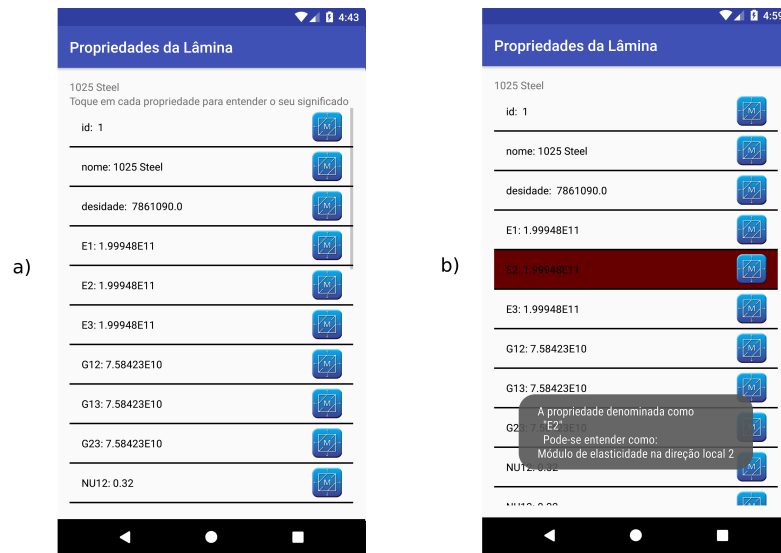 4:43
Propriedades da Lâmina
1025 Steel
Toque em cada propriedade para entender o seu significado
id: 1
nome: 1025 Steel
desidade: 7861090.0
E1: 1.99948E11
E2: 1.99948E11
E3: 1.99948E11
G12: 7.58423E10
G13: 7.58423E10
G23: 7.58423E10
NU12: 0.32
a)
4:59
Propriedades da Lâmina
1025 Steel
id: 1
nome: 1025 Steel
desidade: 7861090.0
E1: 1.99948E11
E2: 1.99948E11
E3: 1.99948E11
G12: 7.58423E10
G13: 7.58423E10
A propriedade denominada como
"E2"
Pode-se entender como:
Módulo de elasticidade na direção local 2
b)